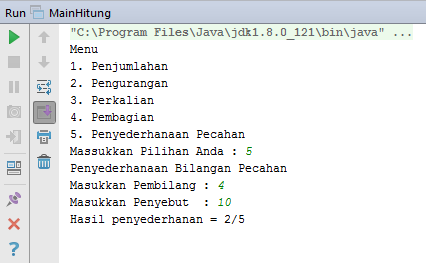 Run MainHitung
"C:\Program Files\Java\jdk1.8.0_121\bin\java" ...
Menu
1. Penjumlahan
2. Pengurangan
3. Perkalian
4. Pembagian
5. Penyederhanaan Pecahan
Massukkan Pilihan Anda : 5
Penyederhanaan Bilangan Pecahan
Masukkan Pembilang : 4
Masukkan Penyebut  : 10
Hasil penyederhanan = 2/5